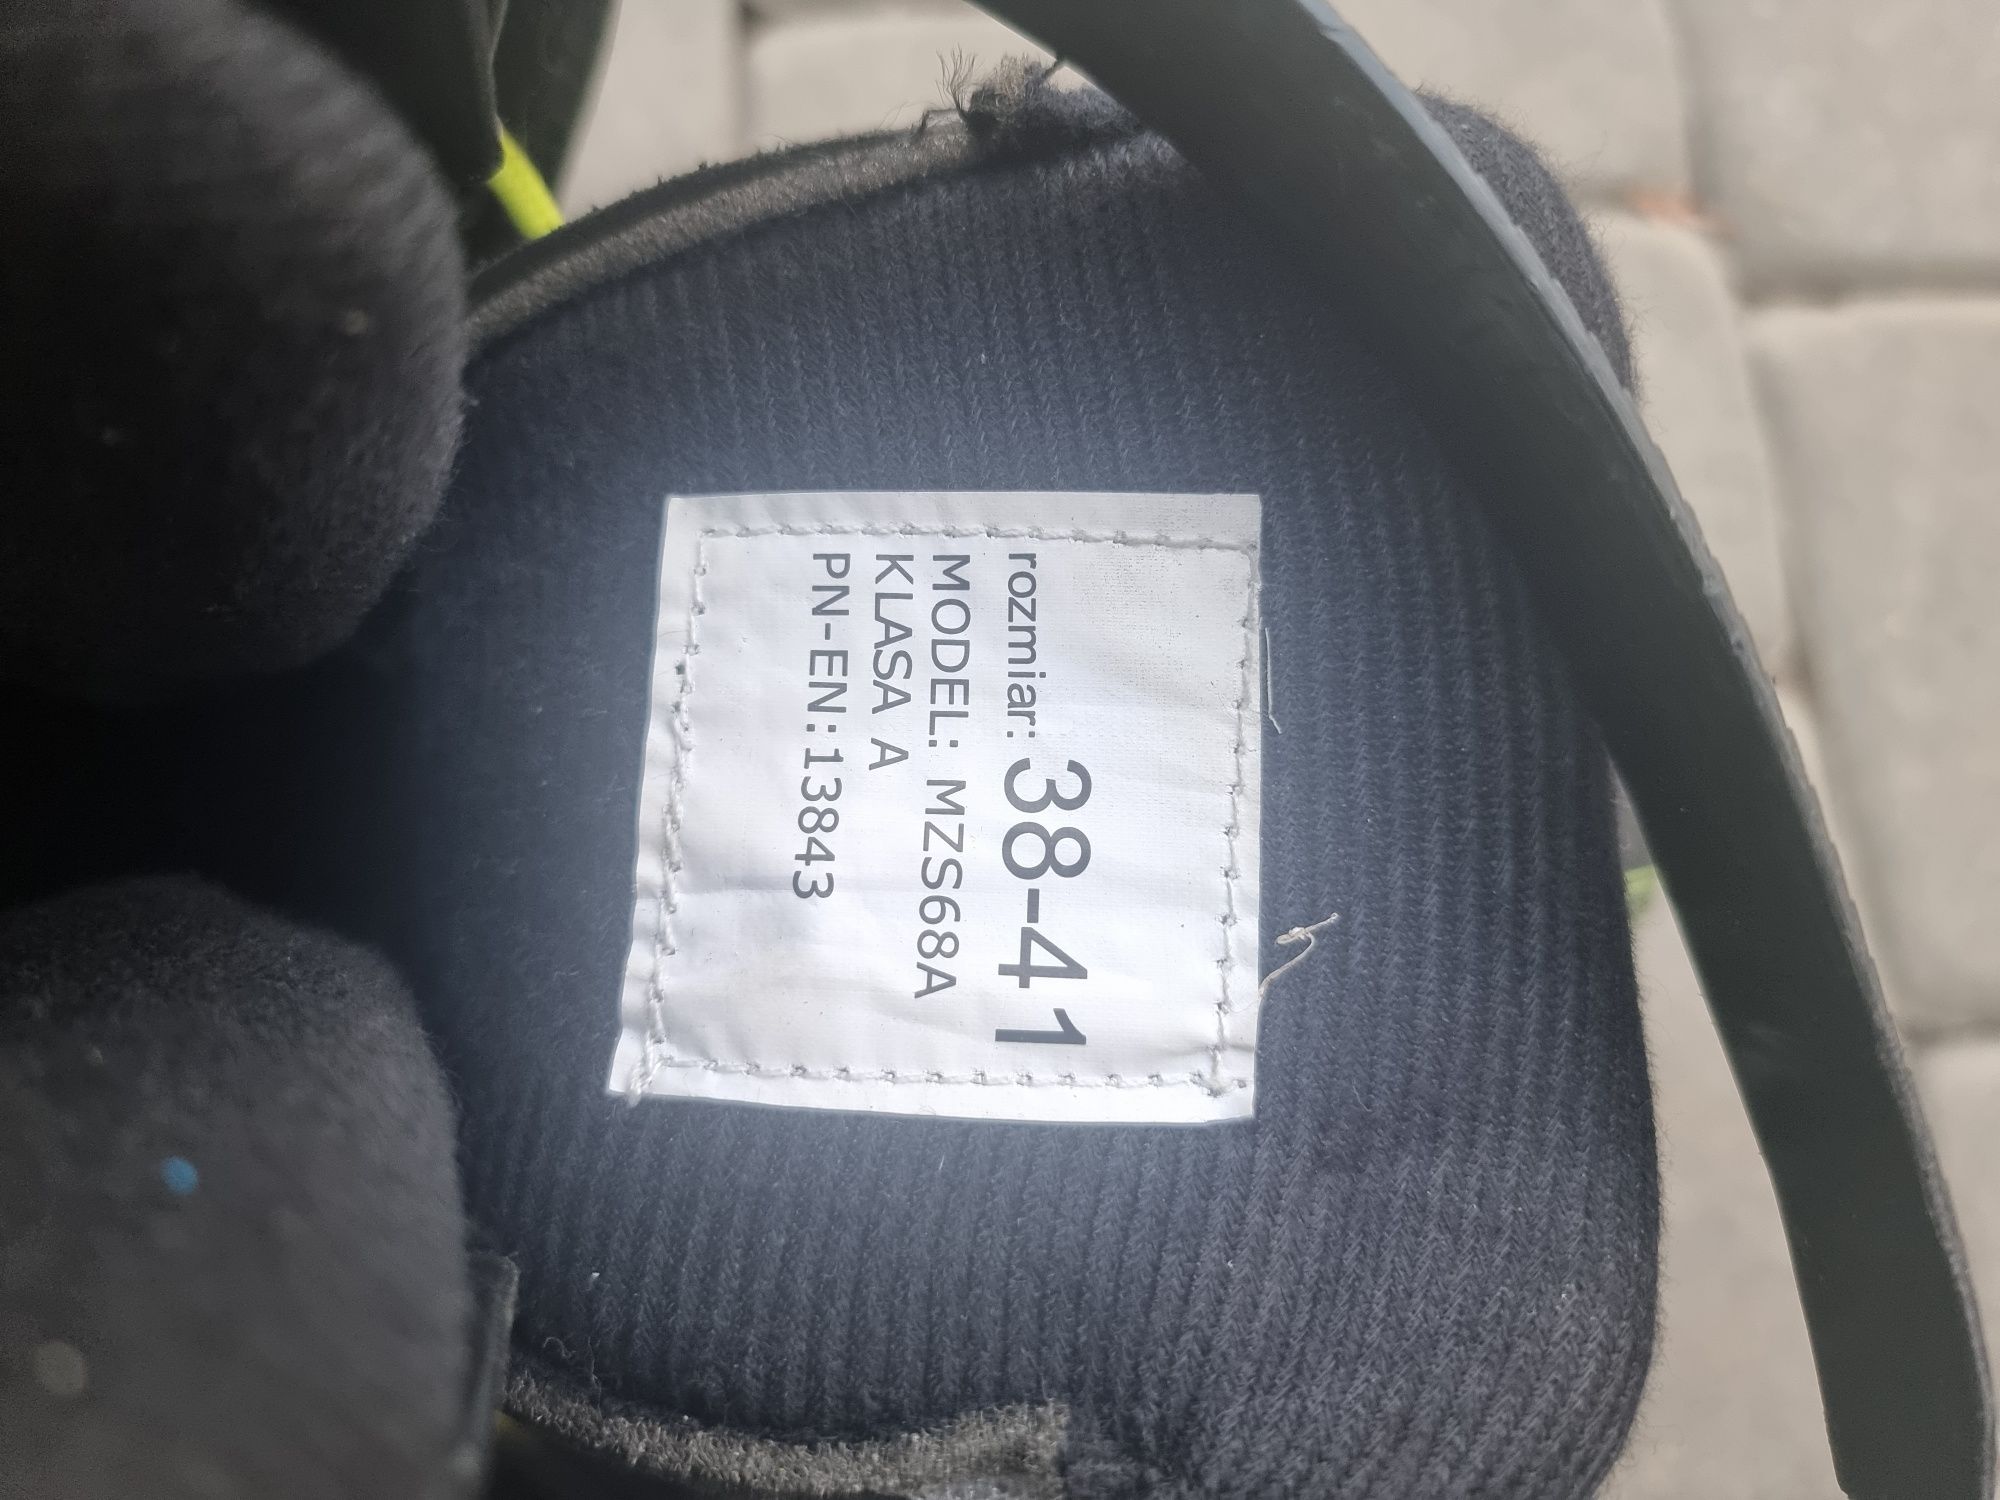 rozmiar: 38-41
MODEL: MZS68A
KLASA A
PN-EN:13843